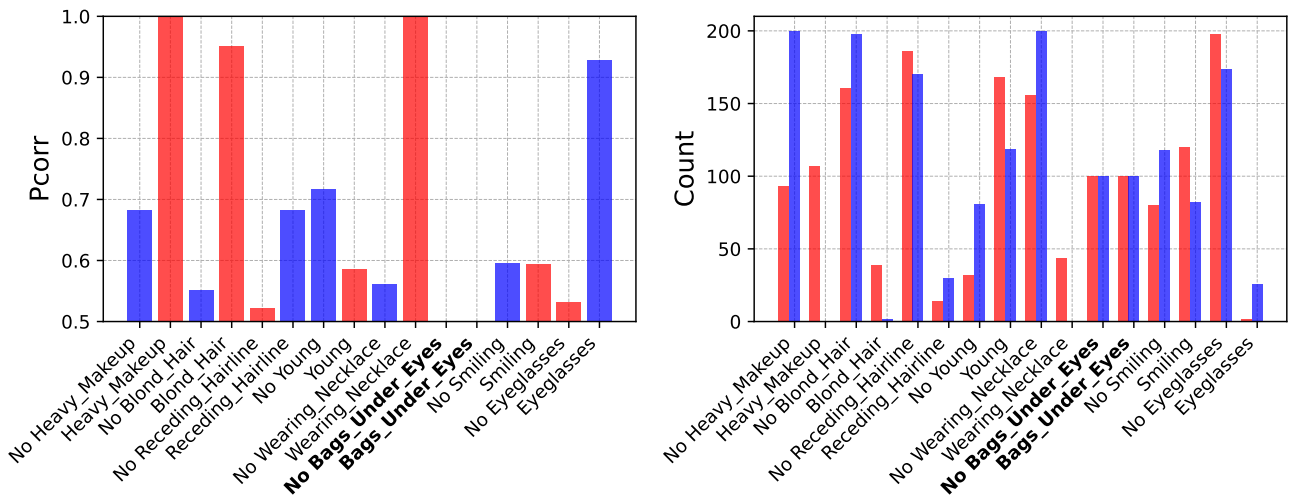 1.0
0.9
0.8
0.7
0.6
0.5
Pcorr
No Heavy_Makeup
Heavy_Makeup
No Blond_Hair
Blond_Hair
No Receding_Hairline
Receding_Hairline
No Young
Young
No Wearing_Necklace
Wearing_Necklace
No Bags_Under_Eyes
Bags_Under_Eyes
No Smiling
Smiling
No Eyeglasses
Eyeglasses
200
150
100
50
0
Count
No Heavy_Makeup
Heavy_Makeup
No Blond_Hair
Blond_Hair
No Receding_Hairline
Receding_Hairline
No Young
Young
No Wearing_Necklace
Wearing_Necklace
No Bags_Under_Eyes
Bags_Under_Eyes
No Smiling
Smiling
No Eyeglasses
Eyeglasses